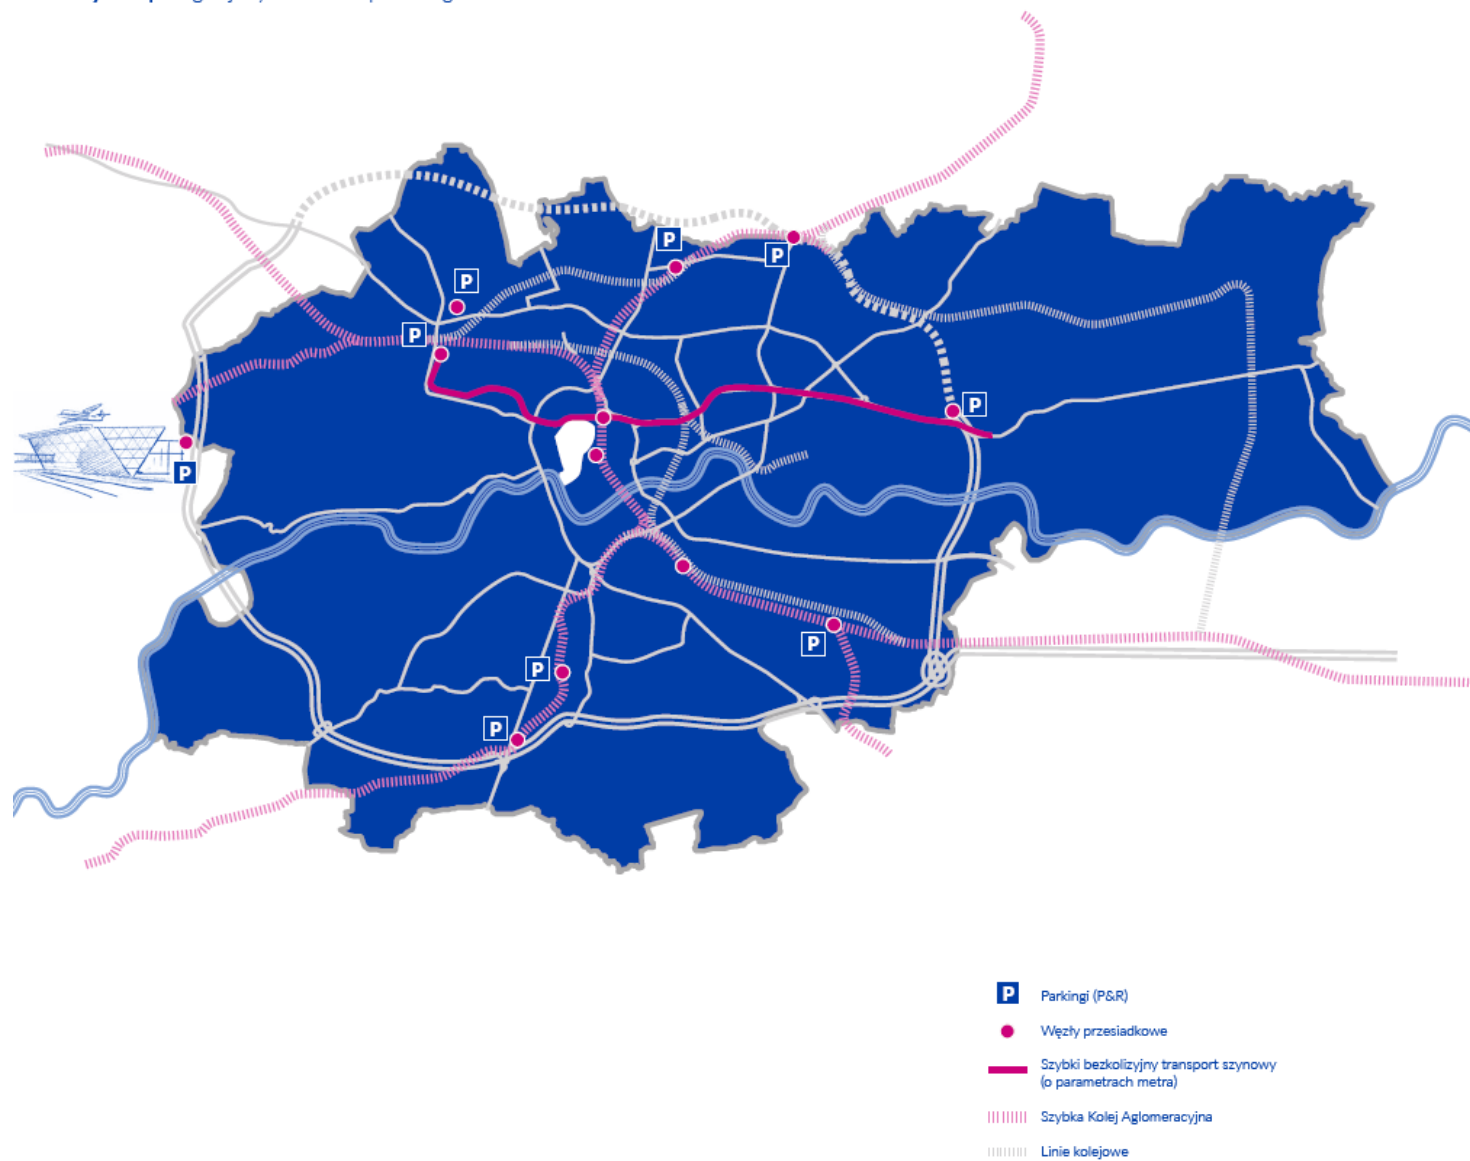 P
P
P
P
P
P
P
P
P
P Parkingi (P&R)
Węzły przesiadkowe
Szybki bezkolizyjny transport szynowy
(o parametrach metra)
Szybka Kolej Aglomeracyjna
Linie kolejowe